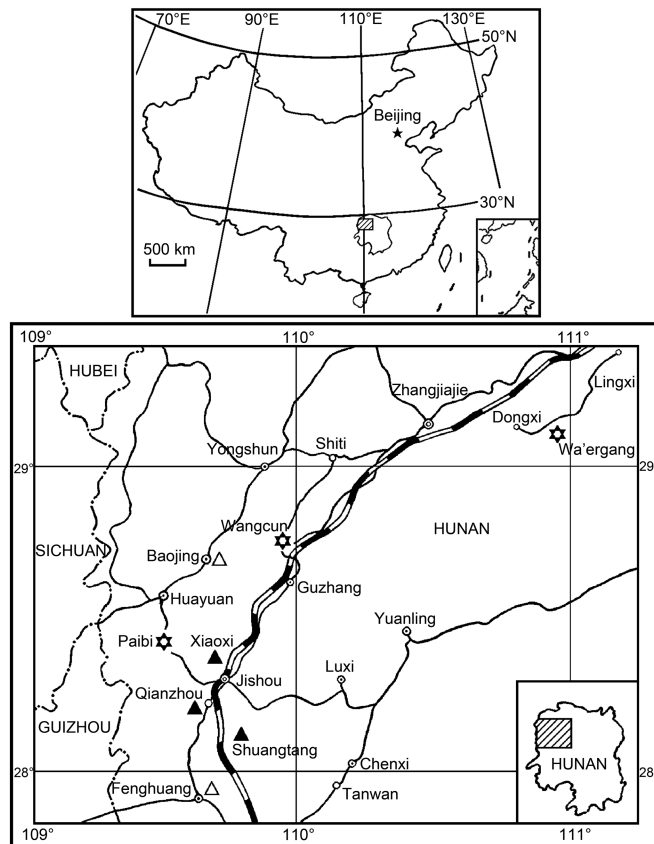 70°E 90°E 110°E 130°E
50°N
Beijing
30°N
500 km
109° 110° 111°
HUBEI
Zhangjiajie
Lingxi
Dongxi
Yongshun Shiti
Wa'ergang
29° 29
Wangcun
HUNAN
SICHUAN
Baojing
Guzhang
Huayuan
Yuanling
Paibi Xiaoxi
Luxi
Jishou
Qianzhou
GUIZHOU
Shuangtang
HUNAN
Chenxi
28° 28
Fenghuang
Tanwan
109° 110° 111°